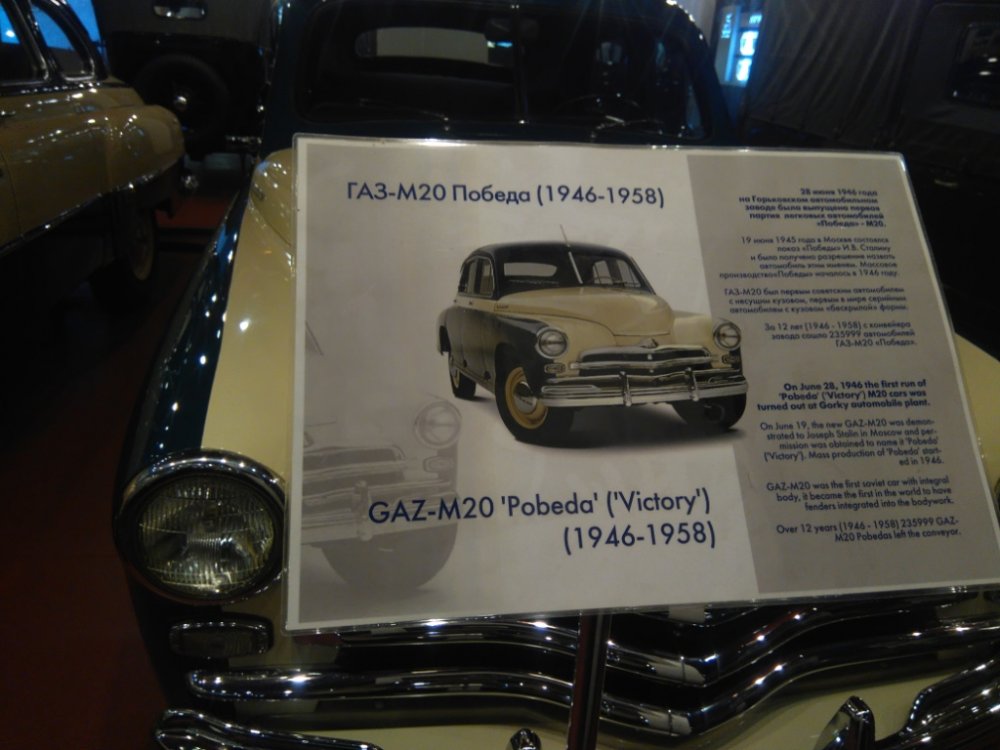 ГАЗ-М20 Победа (1946-1958)
28 июня 1946 года
на Горьковском автомобильном
заводе была выпущена первая
партия легковых автомобилей
«Победа» - М20.
19 июня 1945 года в Москве состоялся
показ «Победы» И.В. Сталину
и было получено разрешение назвать
автомобиль этим именем. Массовое
производство«Победы» началось в 1946 году.
ГАЗ-М20 был первым советским автомобилем
с несущим кузовом, первым в мире серийным
автомобилем с кузовом «бескрылой» формы.
За 12 лет (1946 - 1958) с конвейера
завода сошло 235999 автомобилей
ГАЗ-М20 «Победа».
On June 28, 1946 the first run of
'Pobeda' ('Victory') M20 cars was
turned out at Gorky automobile plant.
On June 19, the new GAZ-M20 was demon-
strated to Joseph Stalin in Moscow and per-
mission was obtained to name it 'Pobeda'
('Victory'). Mass production of 'Pobeda' start-
ed in 1946.
GAZ-M20 was the first soviet car with integral
body, it became the first in the world to have
fenders integrated into the bodywork.
Over 12 years (1946 - 1958) 235999 GAZ-
M20 Pobedas left the conveyor.
GAZ-M20 'Pobeda' ('Victory')
(1946-1958)